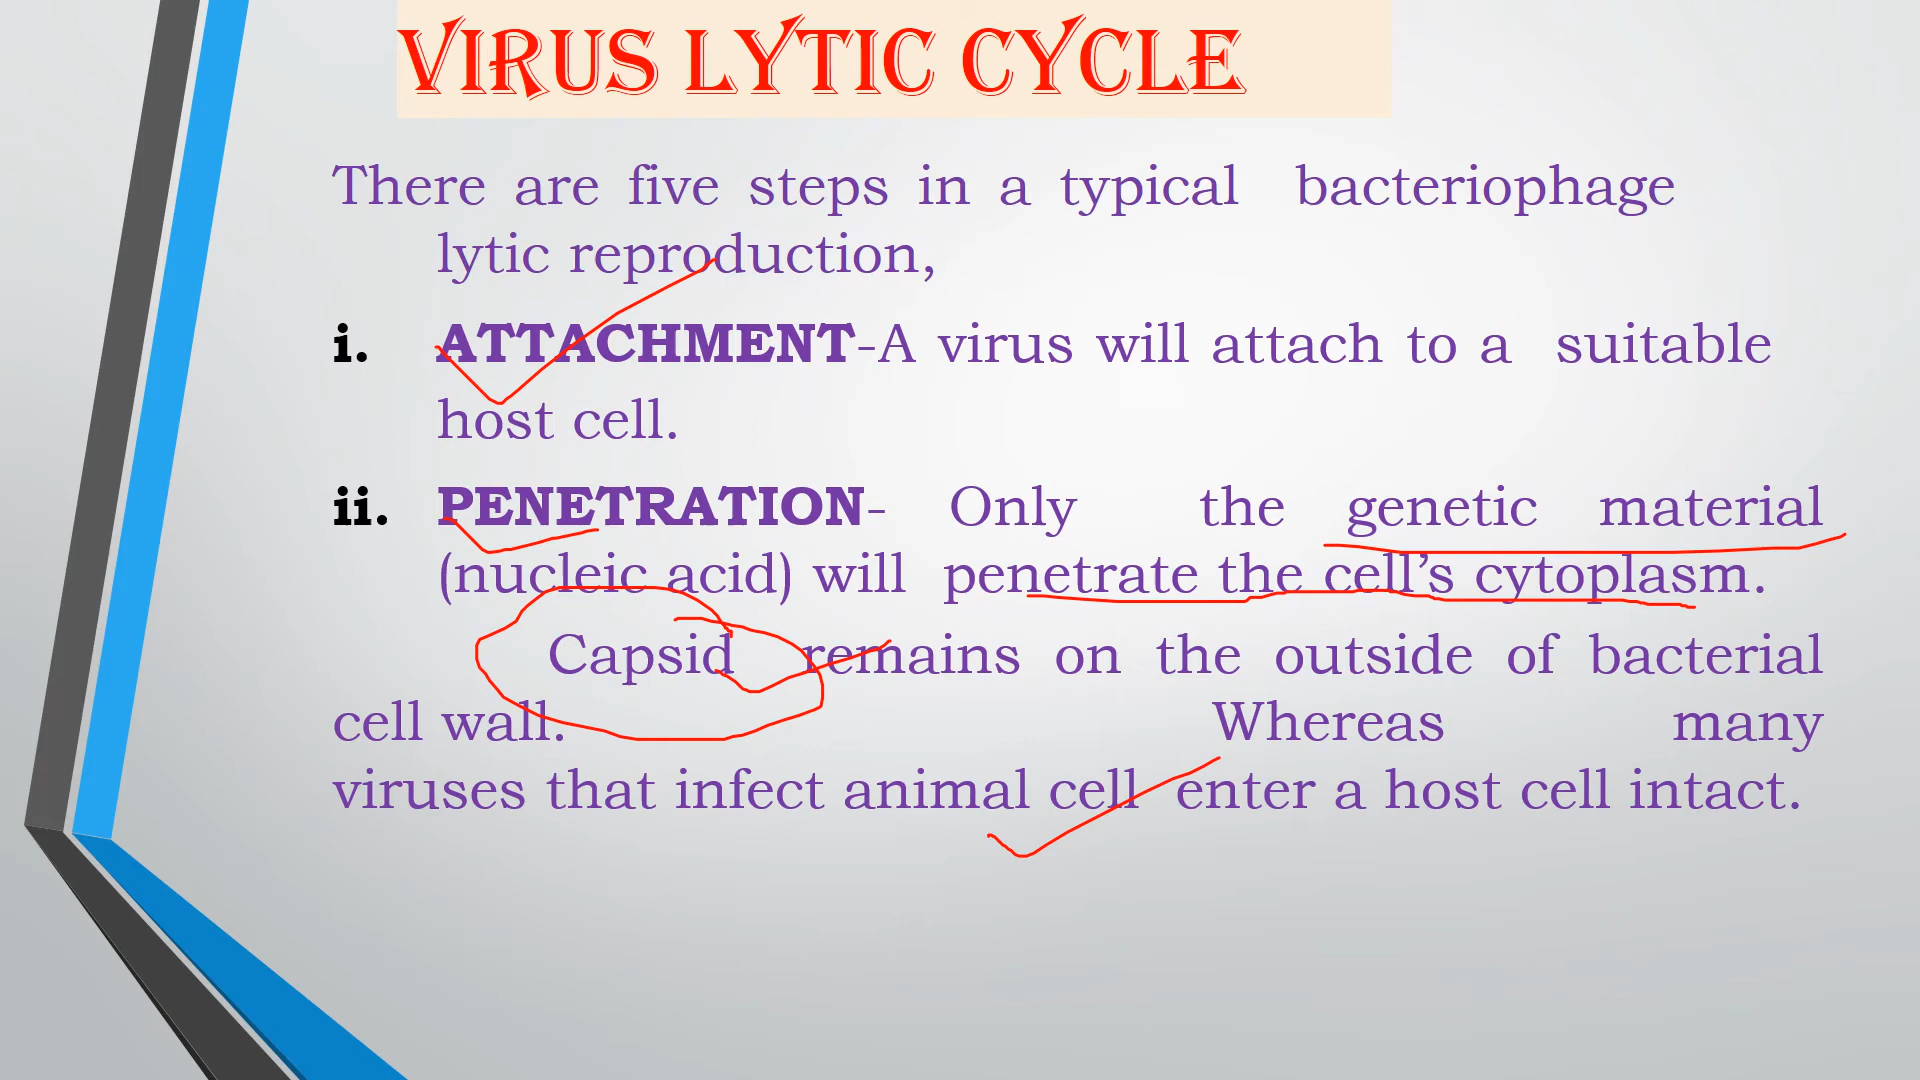 VIRUS LYTIC CYCLE
There are five steps in a typical bacteriophage
lytic reproduction,
i. ATTACHMENT-A virus will attach to a suitable
host cell.
ii. PENETRATION- Only the genetic material
(nucleic acid) will penetrate the cell’s cytoplasm.
Capsid remains on the outside of bacterial
cell wall. Whereas many
viruses that infect animal cell enter a host cell intact.